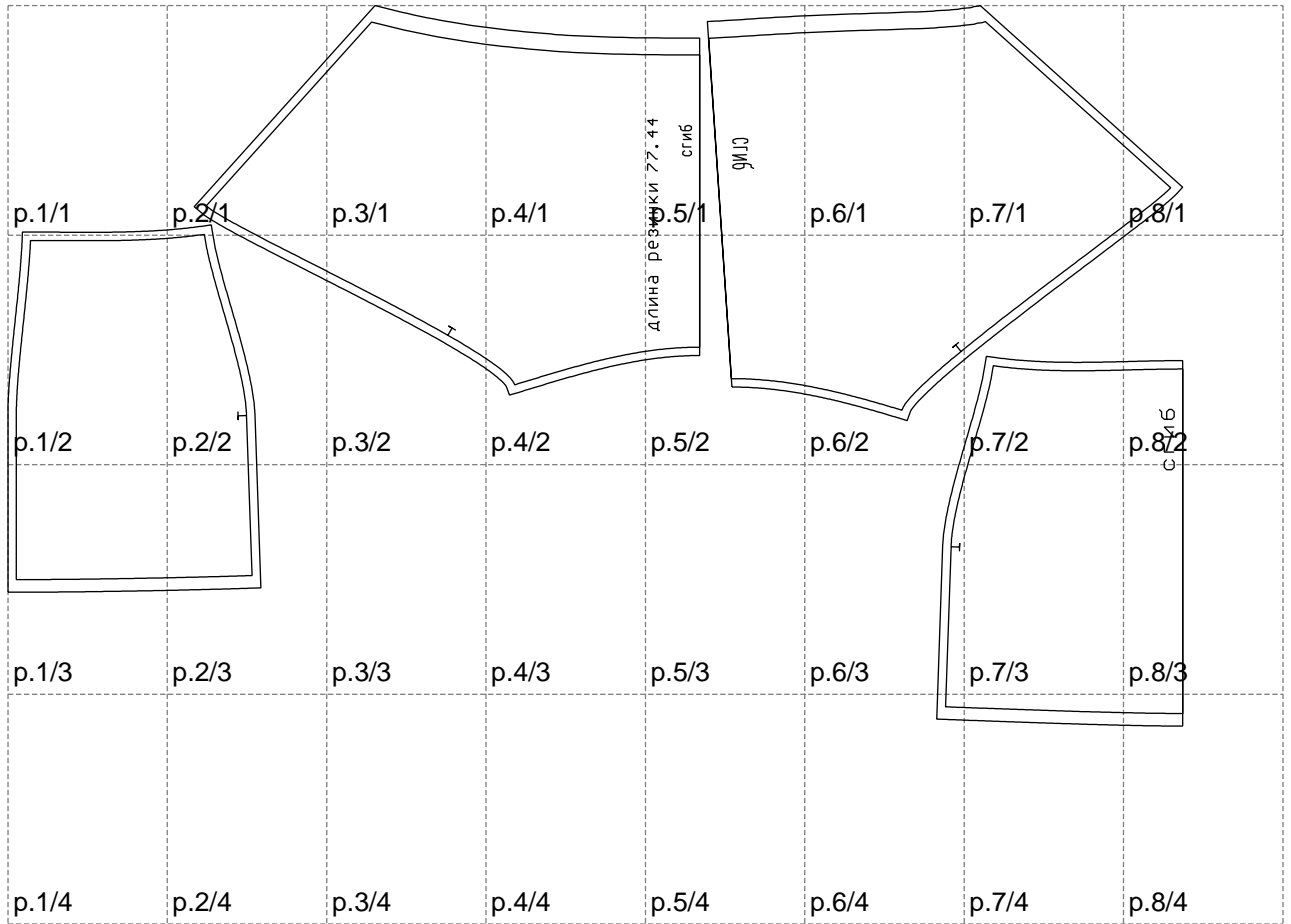 сгиб
длина резинки 77.44
сгиб
p.1/1 p.2/1 p.3/1 p.4/1 p.5/1 p.6/1 p.7/1 p.8/1
p.1/2 p.2/2 p.3/2 p.4/2 p.5/2 p.6/2 p.7/2 p.8/2
сгиб
p.1/3 p.2/3 p.3/3 p.4/3 p.5/3 p.6/3 p.7/3 p.8/3
p.1/4 p.2/4 p.3/4 p.4/4 p.5/4 p.6/4 p.7/4 p.8/4